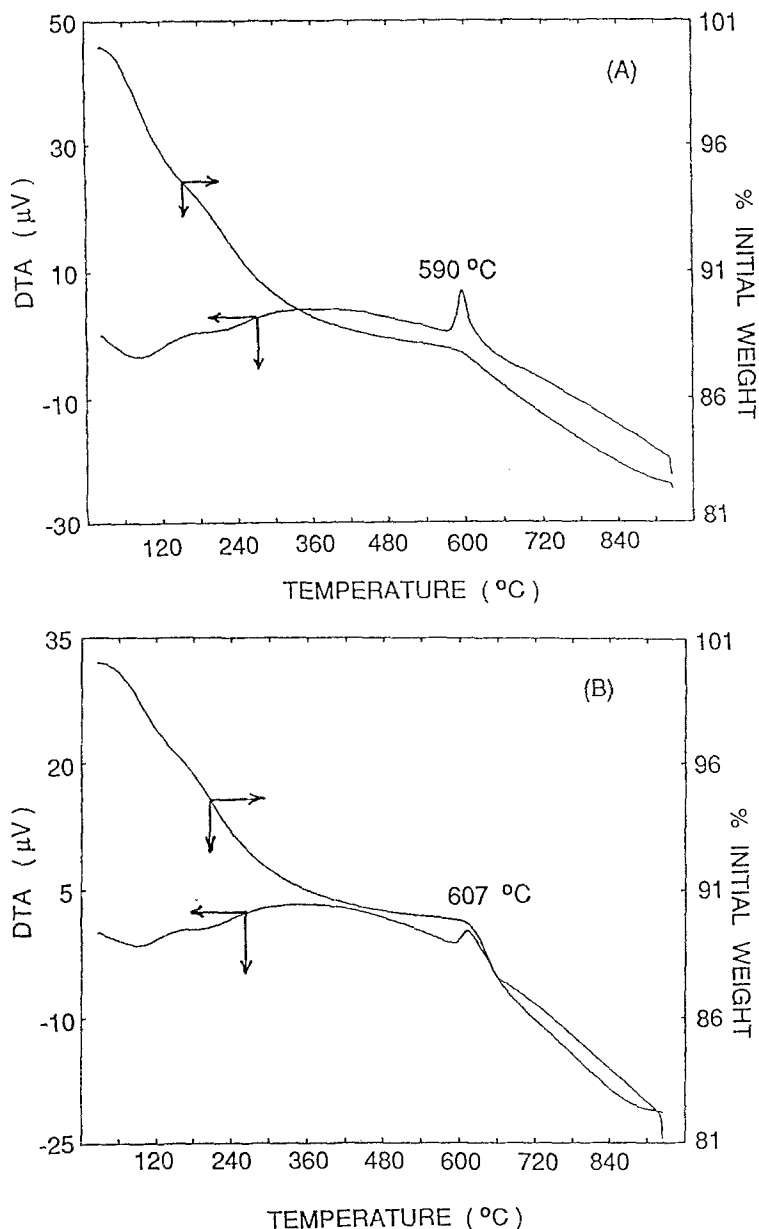 50
30
10
-10
-30
DTA ( µV )
101
96
91
86
81
% INITIAL WEIGHT
(A)
590 °C
120 240 360 480 600 720 840
TEMPERATURE ( °C )
35
20
5
-10
-25
DTA ( µV )
101
96
91
86
81
% INITIAL WEIGHT
(B)
607 °C
120 240 360 480 600 720 840
TEMPERATURE ( °C )